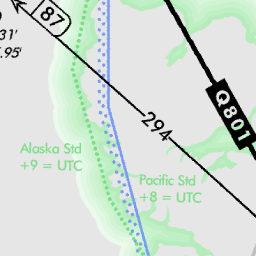 87
31'
.95'
294
Q801
Alaska Std
+9 = UTC
Pacific Std
+8 = UTC